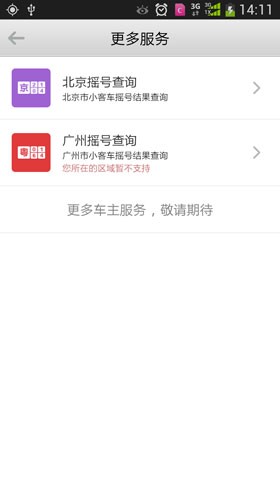 3G
14:11
更多服务
京
北京摇号查询
北京市小客车摇号结果查询
粤
广州摇号查询
广州市小客车摇号结果查询
您所在的区域暂不支持
更多车主服务，敬请期待